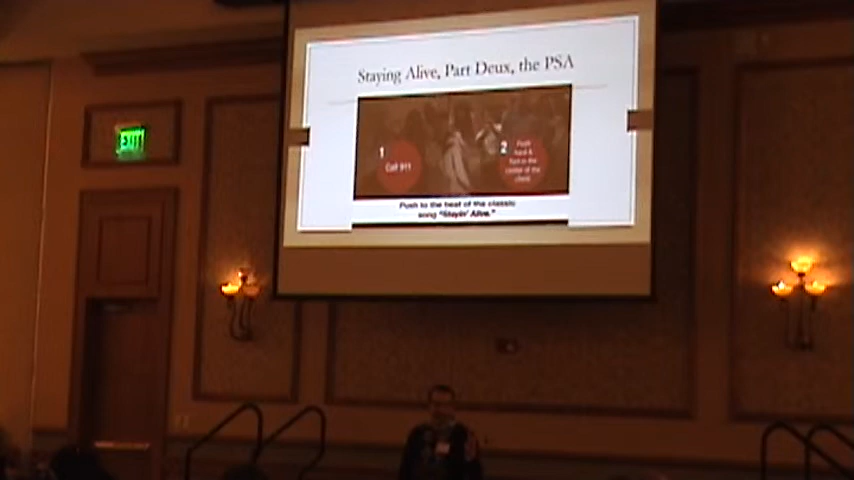 Staying Alive, Part Deux, the PSA
1
Call 911
2
Push
hard &
fast in the
center of the
chest
Push to the beat of the classic
song "Stayin' Alive."
EXIT